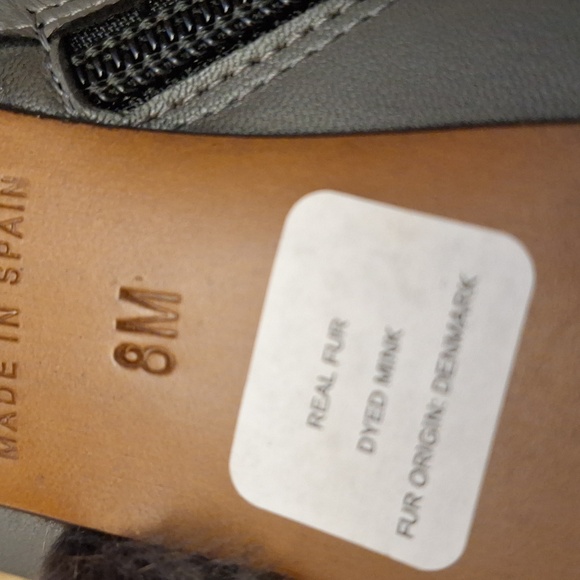 MADE IN SPAIN
8M
REAL FUR
DYED MINK
FUR ORIGIN: DENMARK